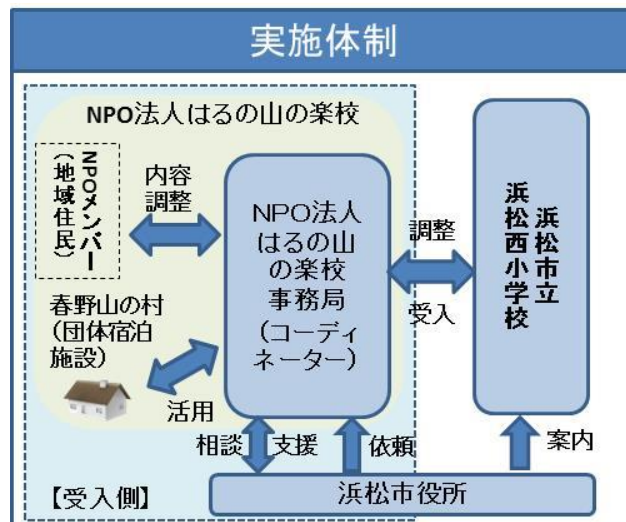 実施体制
NPO法人はるの山の楽校
NPOメンバー
(地域住民)
内容
調整
NPO法人
はるの山
の楽校
事務局
(コーディ
ネーター)
調整
受入
浜松市立
浜松西小学校
春野山の村
(団体宿泊
施設)
活用
相談
支援
依頼
案内
【受入側】
浜松市役所